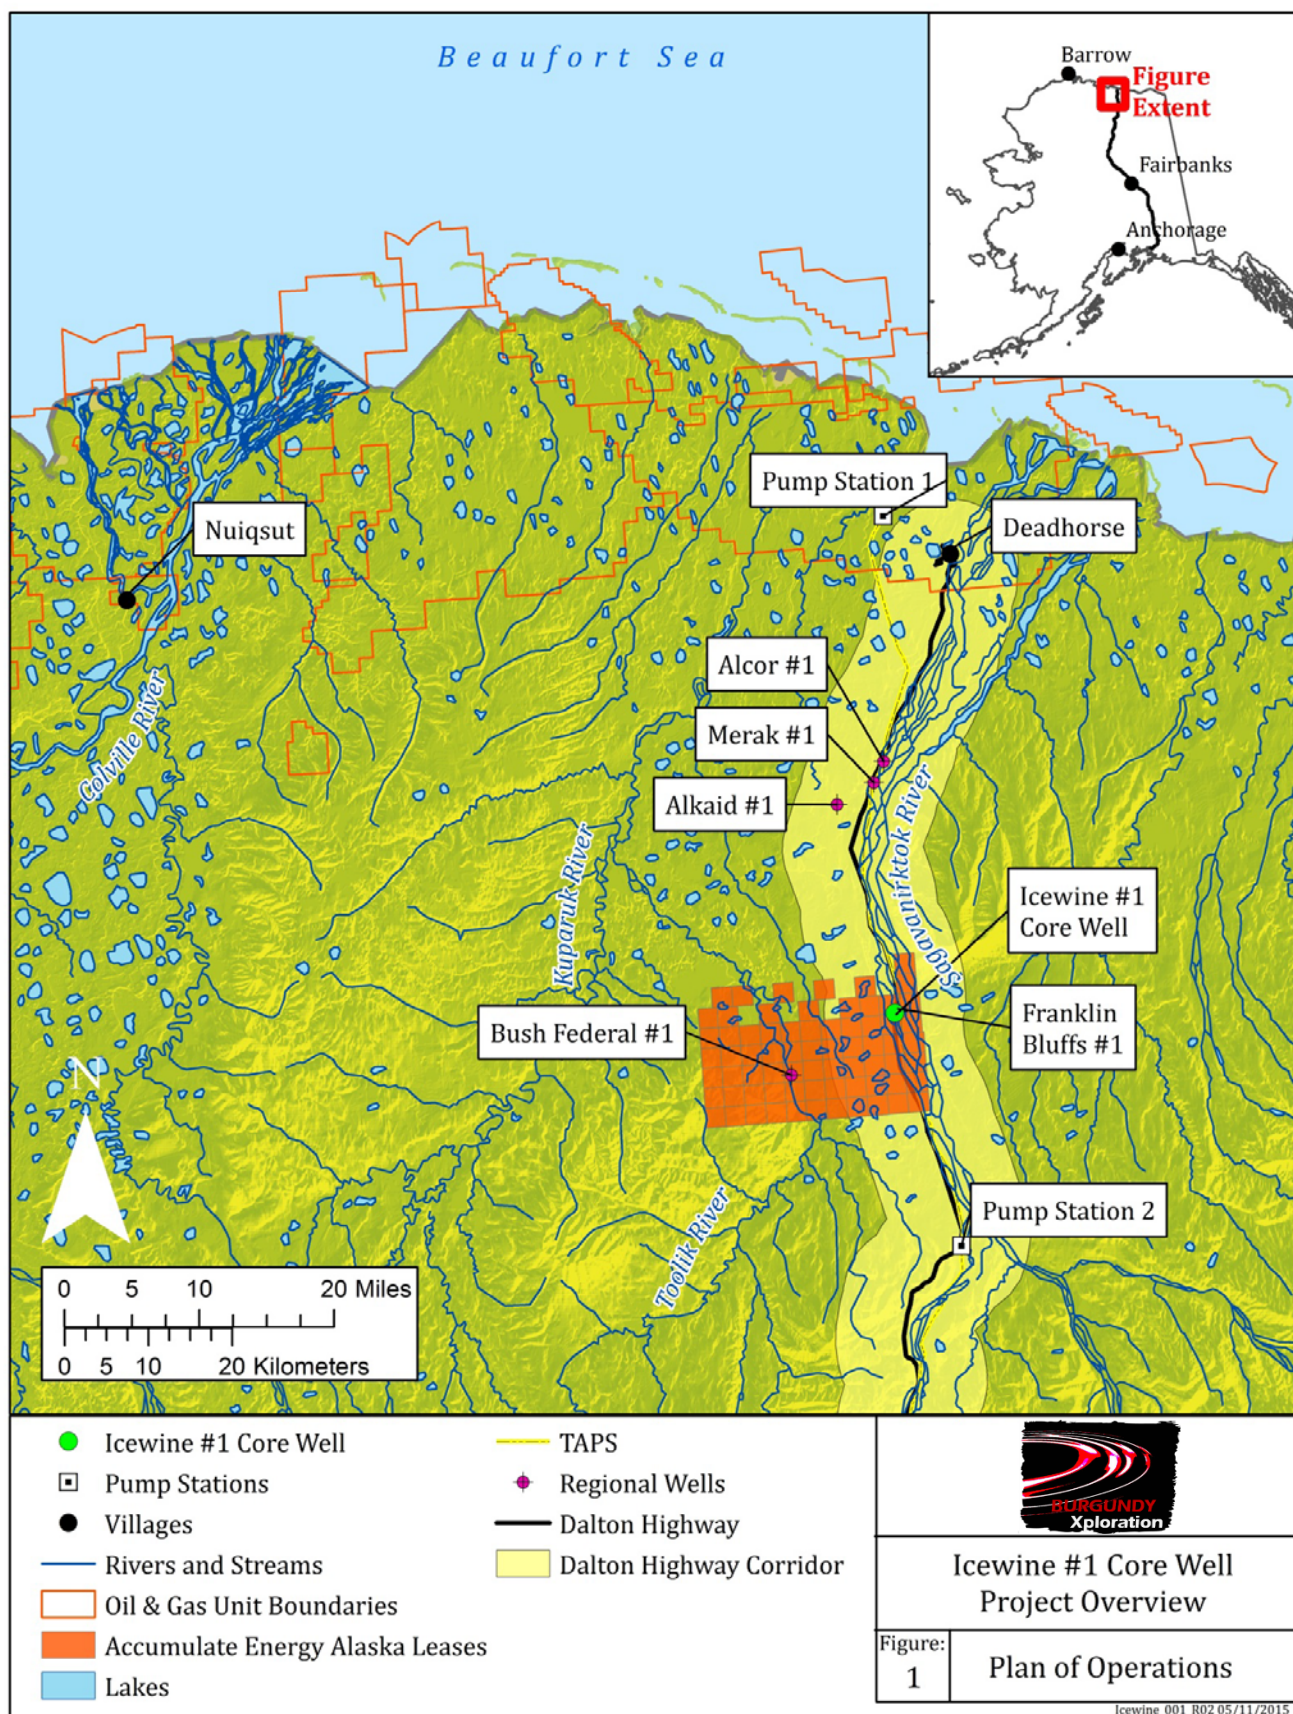 Beaufort Sea
Barrow
Figure
Extent
Fairbanks
Anchorage
Pump Station 1
Nuiqsut
Deadhorse
Alcor #1
Merak #1
Alkaid #1
Colville River
Kuparuk River
Sagavanirktok River
Icewine #1
Core Well
Franklin
Bluffs #1
Bush Federal #1
N
Toolik River
Pump Station 2
0 5 10 20 Miles
0 5 10 20 Kilometers
Icewine #1 Core Well
Pump Stations
Villages
Rivers and Streams
Oil & Gas Unit Boundaries
Accumulate Energy Alaska Leases
Lakes
TAPS
Regional Wells
Dalton Highway
Dalton Highway Corridor
BURGUNDY
Xploration
Icewine #1 Core Well
Project Overview
Figure:
1
Plan of Operations
Icewine_001_R02 05/11/2015